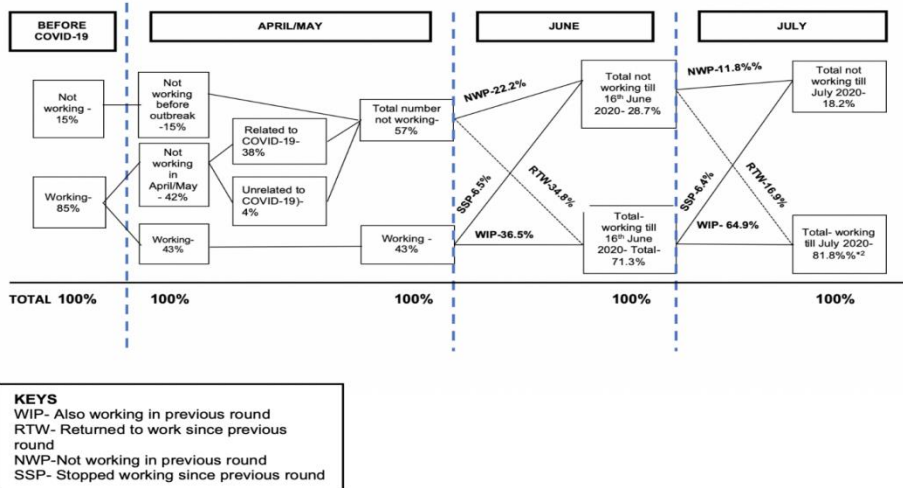 BEFORE
COVID-19
APRIL/MAY
JUNE
JULY
Not
working -
15%
Working-
85%
Not
working
before
outbreak
-15%
Not
working
in
April/May
- 42%
Working-
43%
Related to
COVID-19-
38%
Unrelated to
COVID-19)-
4%
Total number
not working-
57%
Working -
43%
NWP-22.2%
SSP-6.5%
RTW-34.8%
WIP-36.5%
Total not
working till
16th June
2020- 28.7%
Total-
working till
16th June
2020- Total-
71.3%
NWP-11.8%%
SSP-6.4%
RTW-16.9%
WIP- 64.9%
Total not
working till
July 2020-
18.2%
Total- working
till July 2020-
81.8%%*2
TOTAL 100% 100% 100% 100% 100%
KEYS
WIP- Also working in previous round
RTW- Returned to work since previous
round
NWP-Not working in previous round
SSP- Stopped working since previous round